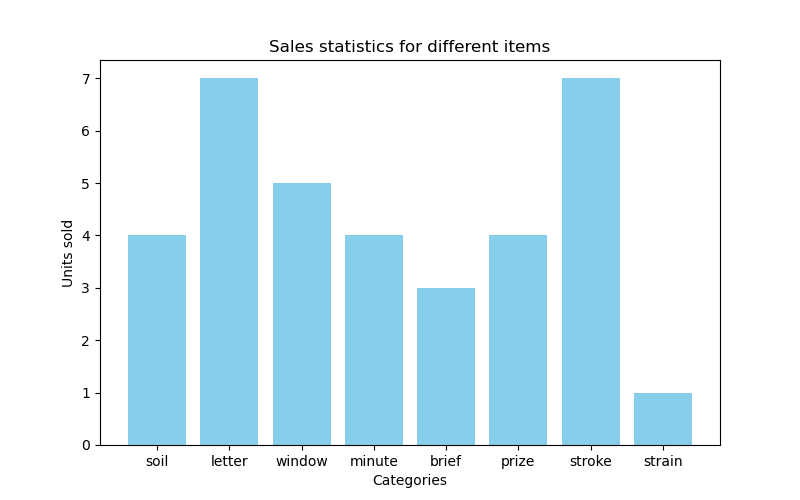 Sales statistics for different items
Units sold
7
6
5
4
3
2
1
0
soil letter window minute brief prize stroke strain
Categories